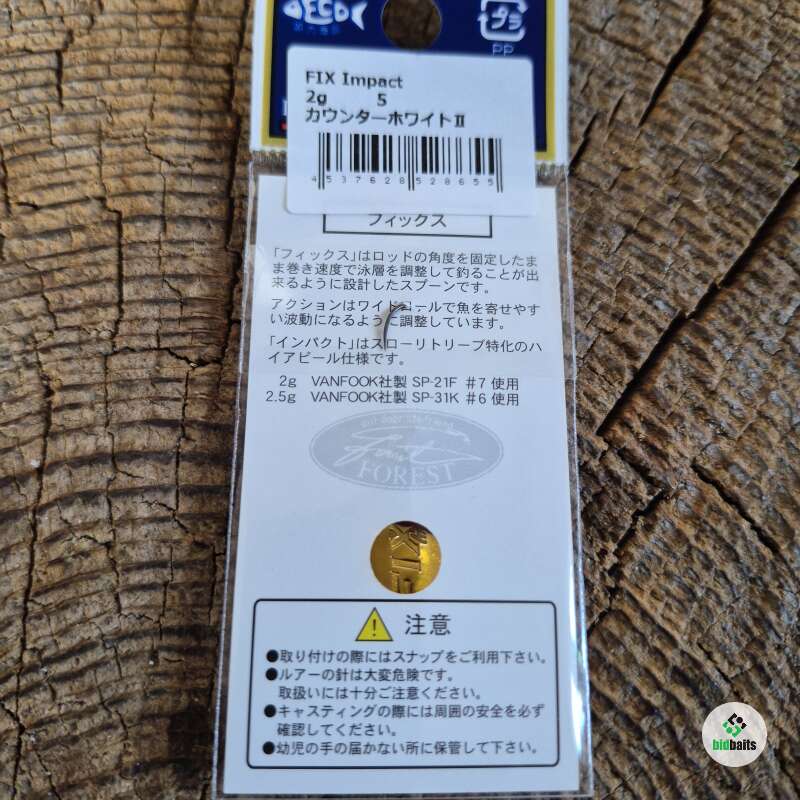 プラ
PP
FIX Impact
2g 5
カウンターホワイトⅡ
4 537628 528655
フィックス
「フィックス」はロッドの角度を固定したま
ま巻き速度で泳層を調整して釣ることが出
来るように設計したスプーンです。
アクションはワイドロールで魚を寄せやす
い波動になるように調整しています。
「インパクト」はスローリトリーブ特化のハ
イアピール仕様です。
2g VANFOOK社製 SP-21F #7 使用
2.5g VANFOOK社製 SP-31K #6 使用
FOREST
注意
●取り付けの際にはスナップをご利用下さい。
●ルアーの針は大変危険です。
取扱いには十分ご注意ください。
●キャスティングの際には周囲の安全を必ず
確認してください。
●幼児の手の届かない所に保管して下さい。
bidbaits